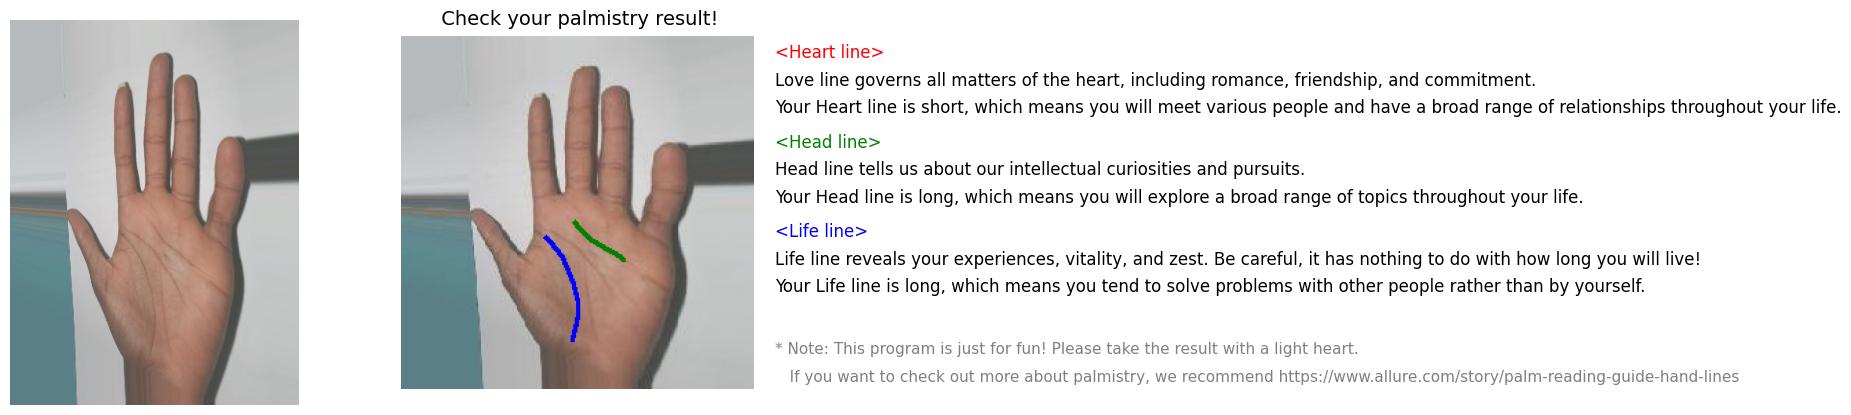 Check your palmistry result!
<Heart line>
Love line governs all matters of the heart, including romance, friendship, and commitment.
Your Heart line is short, which means you will meet various people and have a broad range of relationships throughout your life.
<Head line>
Head line tells us about our intellectual curiosities and pursuits.
Your Head line is long, which means you will explore a broad range of topics throughout your life.
<Life line>
Life line reveals your experiences, vitality, and zest. Be careful, it has nothing to do with how long you will live!
Your Life line is long, which means you tend to solve problems with other people rather than by yourself.
* Note: This program is just for fun! Please take the result with a light heart.
If you want to check out more about palmistry, we recommend https://www.allure.com/story/palm-reading-guide-hand-lines